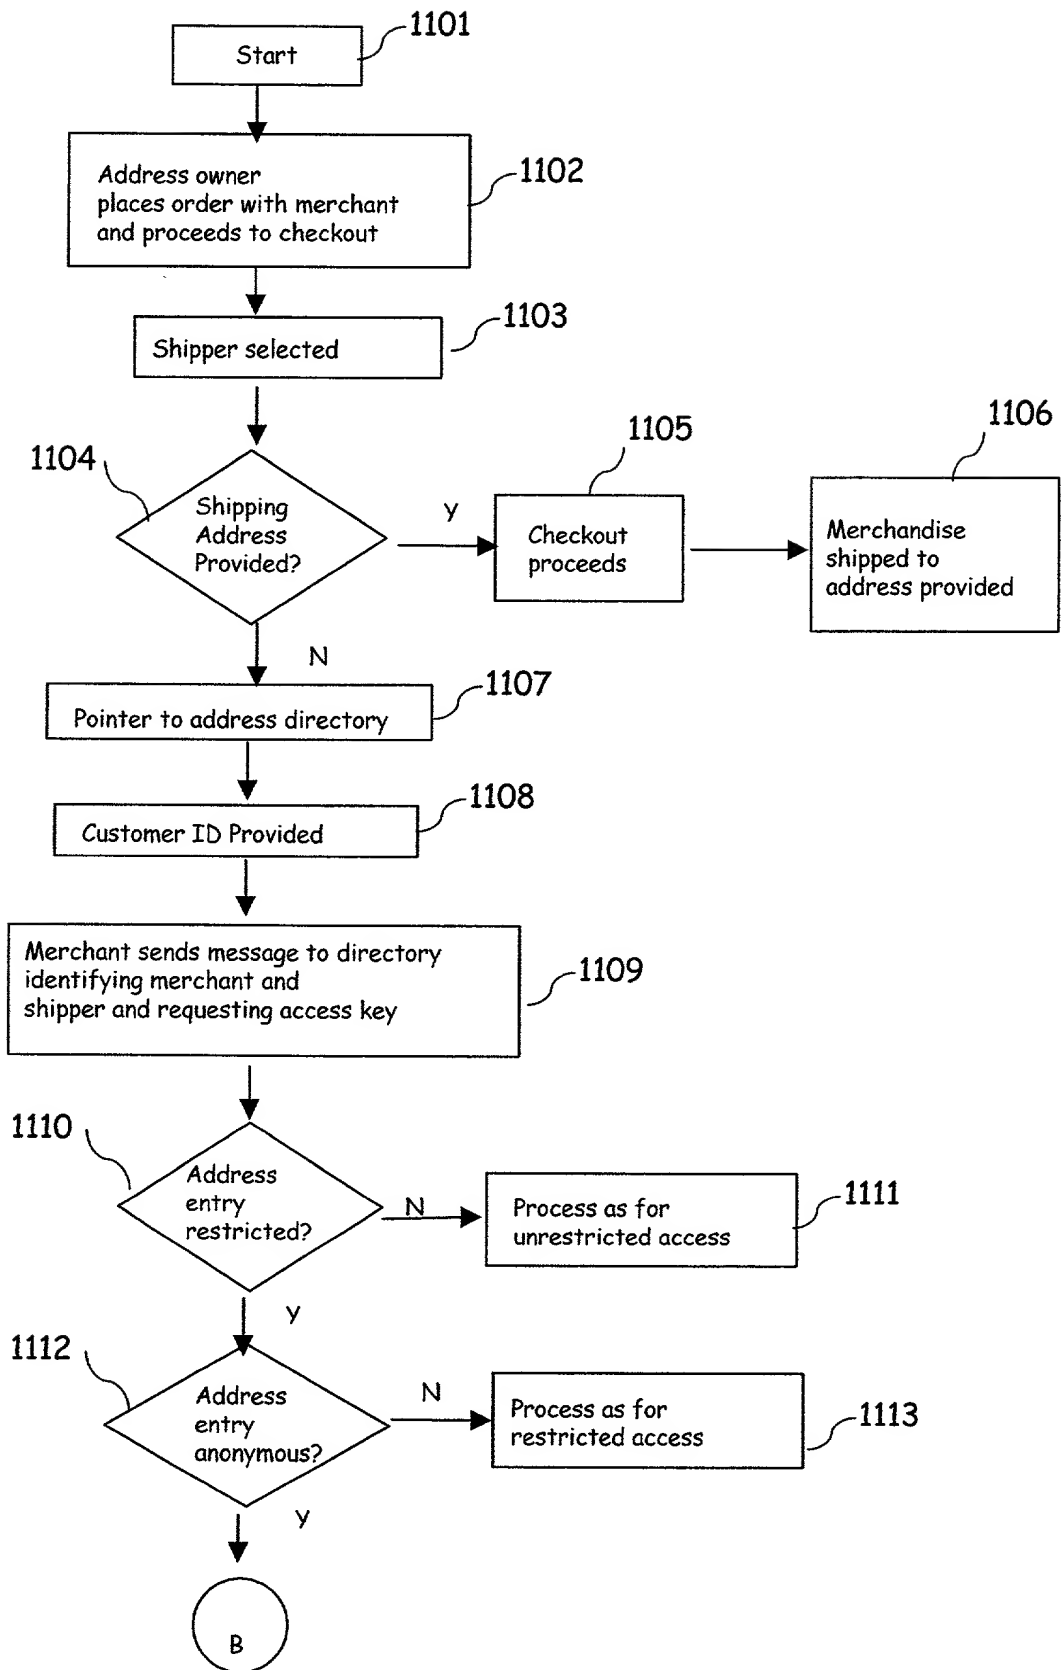 1101
Start
Address owner
places order with merchant
and proceeds to checkout
1102
Shipper selected
1103
1104
Shipping
Address
Provided?
Y
N
1105
Checkout
proceeds
1106
Merchandise
shipped to
address provided
Pointer to address directory
1107
Customer ID Provided
1108
Merchant sends message to directory
identifying merchant and
shipper and requesting access key
1109
1110
Address
entry
restricted?
N
Y
Process as for
unrestricted access
1111
1112
Address
entry
anonymous?
N
Y
Process as for
restricted access
1113
B